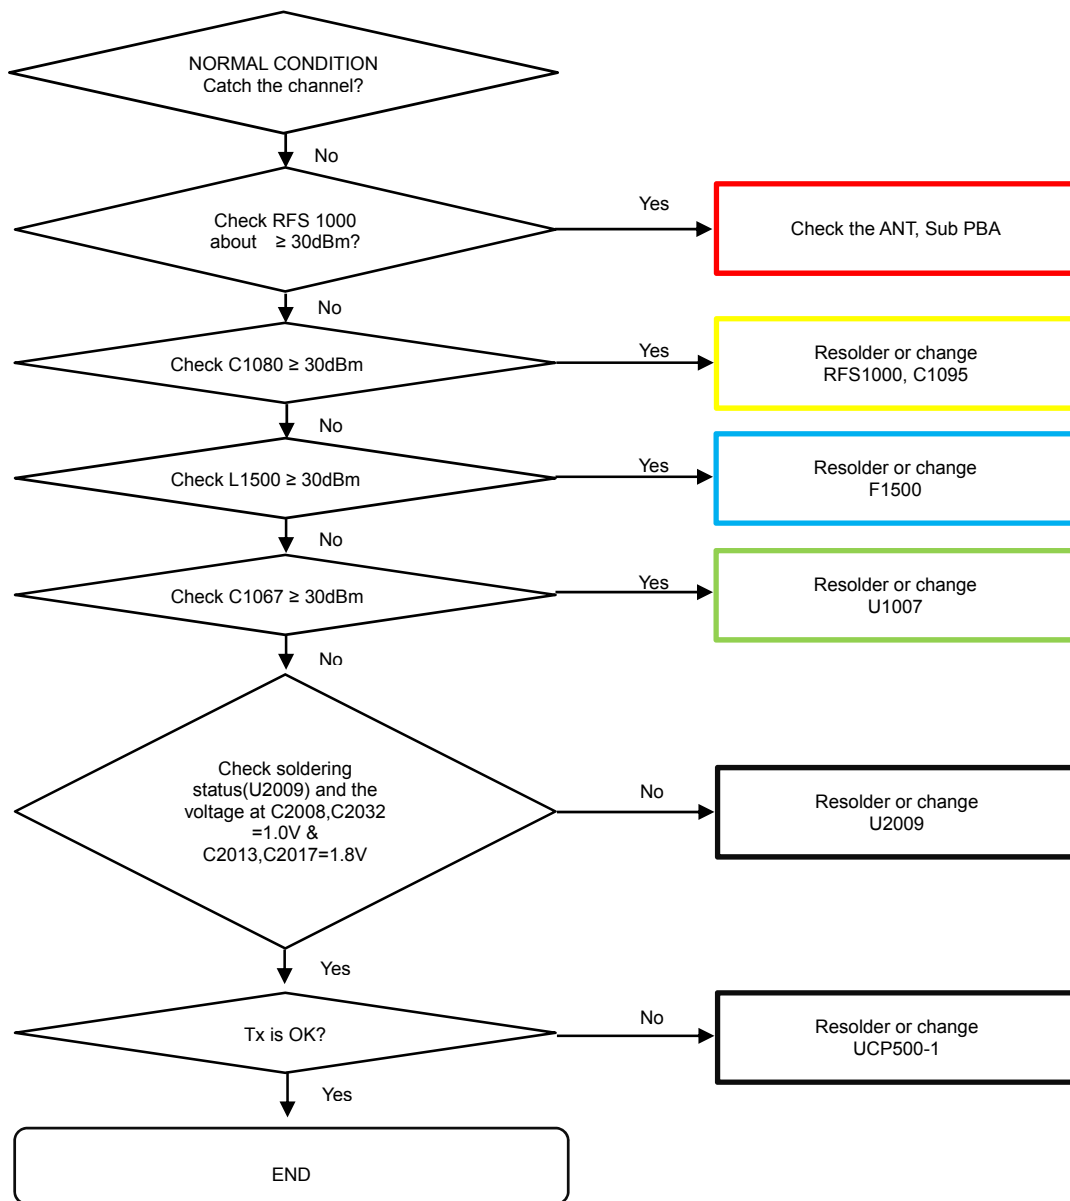 NORMAL CONDITION
Catch the channel?
No
Check RFS 1000
about ≥ 30dBm?
Yes
Check the ANT, Sub PBA
No
Check C1080 ≥ 30dBm
Yes
Resolder or change
RFS1000, C1095
No
Check L1500 ≥ 30dBm
Yes
Resolder or change
F1500
No
Check C1067 ≥ 30dBm
Yes
Resolder or change
U1007
No
Check soldering
status(U2009) and the
voltage at C2008,C2032
=1.0V &
C2013,C2017=1.8V
No
Resolder or change
U2009
Yes
Tx is OK?
No
Resolder or change
UCP500-1
Yes
END